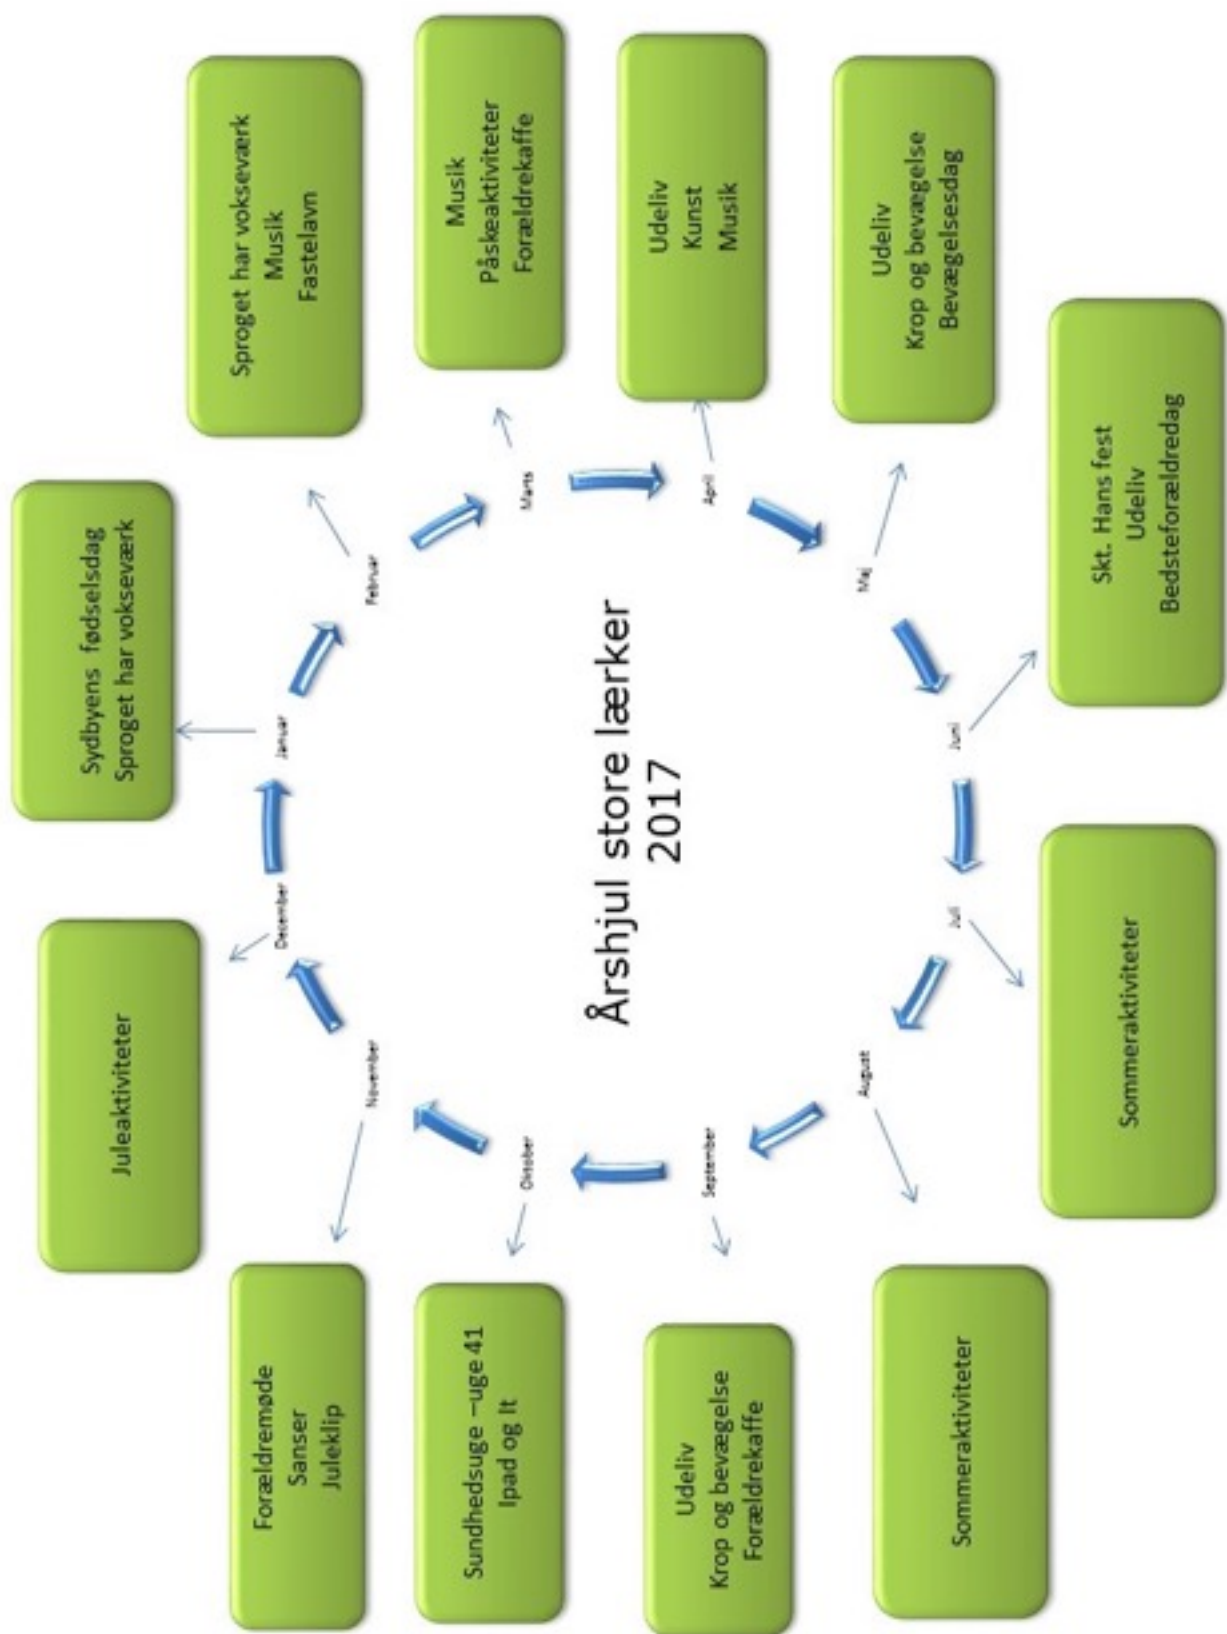 Årshjul store lærker
2017
Januar
Sydbyens fødselsdag
Sproget har vokseværk
Februar
Sproget har vokseværk
Musik
Fastelavn
Marts
Musik
Påskeaktiviteter
Forældrekaffe
April
Udeliv
Kunst
Musik
Maj
Udeliv
Krop og bevægelse
Bevægelsesdag
Juni
Skt. Hans fest
Udeliv
Bedsteforældredag
Juli
Sommeraktiviteter
August
Sommeraktiviteter
September
Udeliv
Krop og bevægelse
Forældrekaffe
Oktober
Sundhedsuge –uge 41
Ipad og It
November
Forældremøde
Sanser
Juleklip
December
Juleaktiviteter